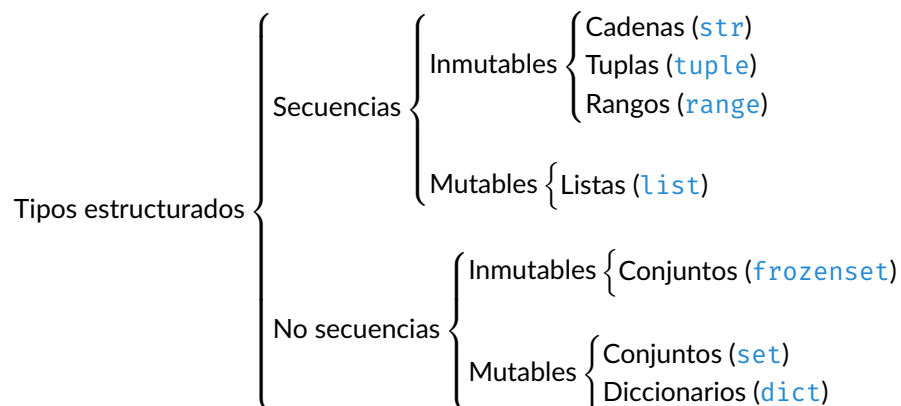 Tipos estructurados
Secuencias
Inmutables
Cadenas (str)
Tuplas (tuple)
Rangos (range)
Mutables
Listas (list)
No secuencias
Inmutables
Conjuntos (frozenset)
Mutables
Conjuntos (set)
Diccionarios (dict)